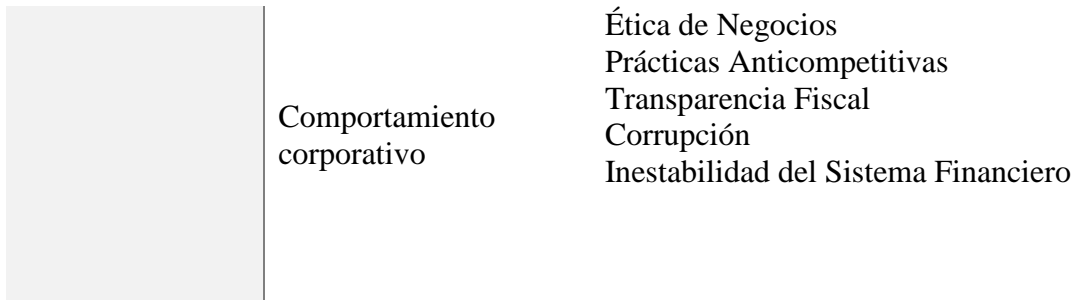 Comportamiento
corporativo
Ética de Negocios
Prácticas Anticompetitivas
Transparencia Fiscal
Corrupción
Inestabilidad del Sistema Financiero